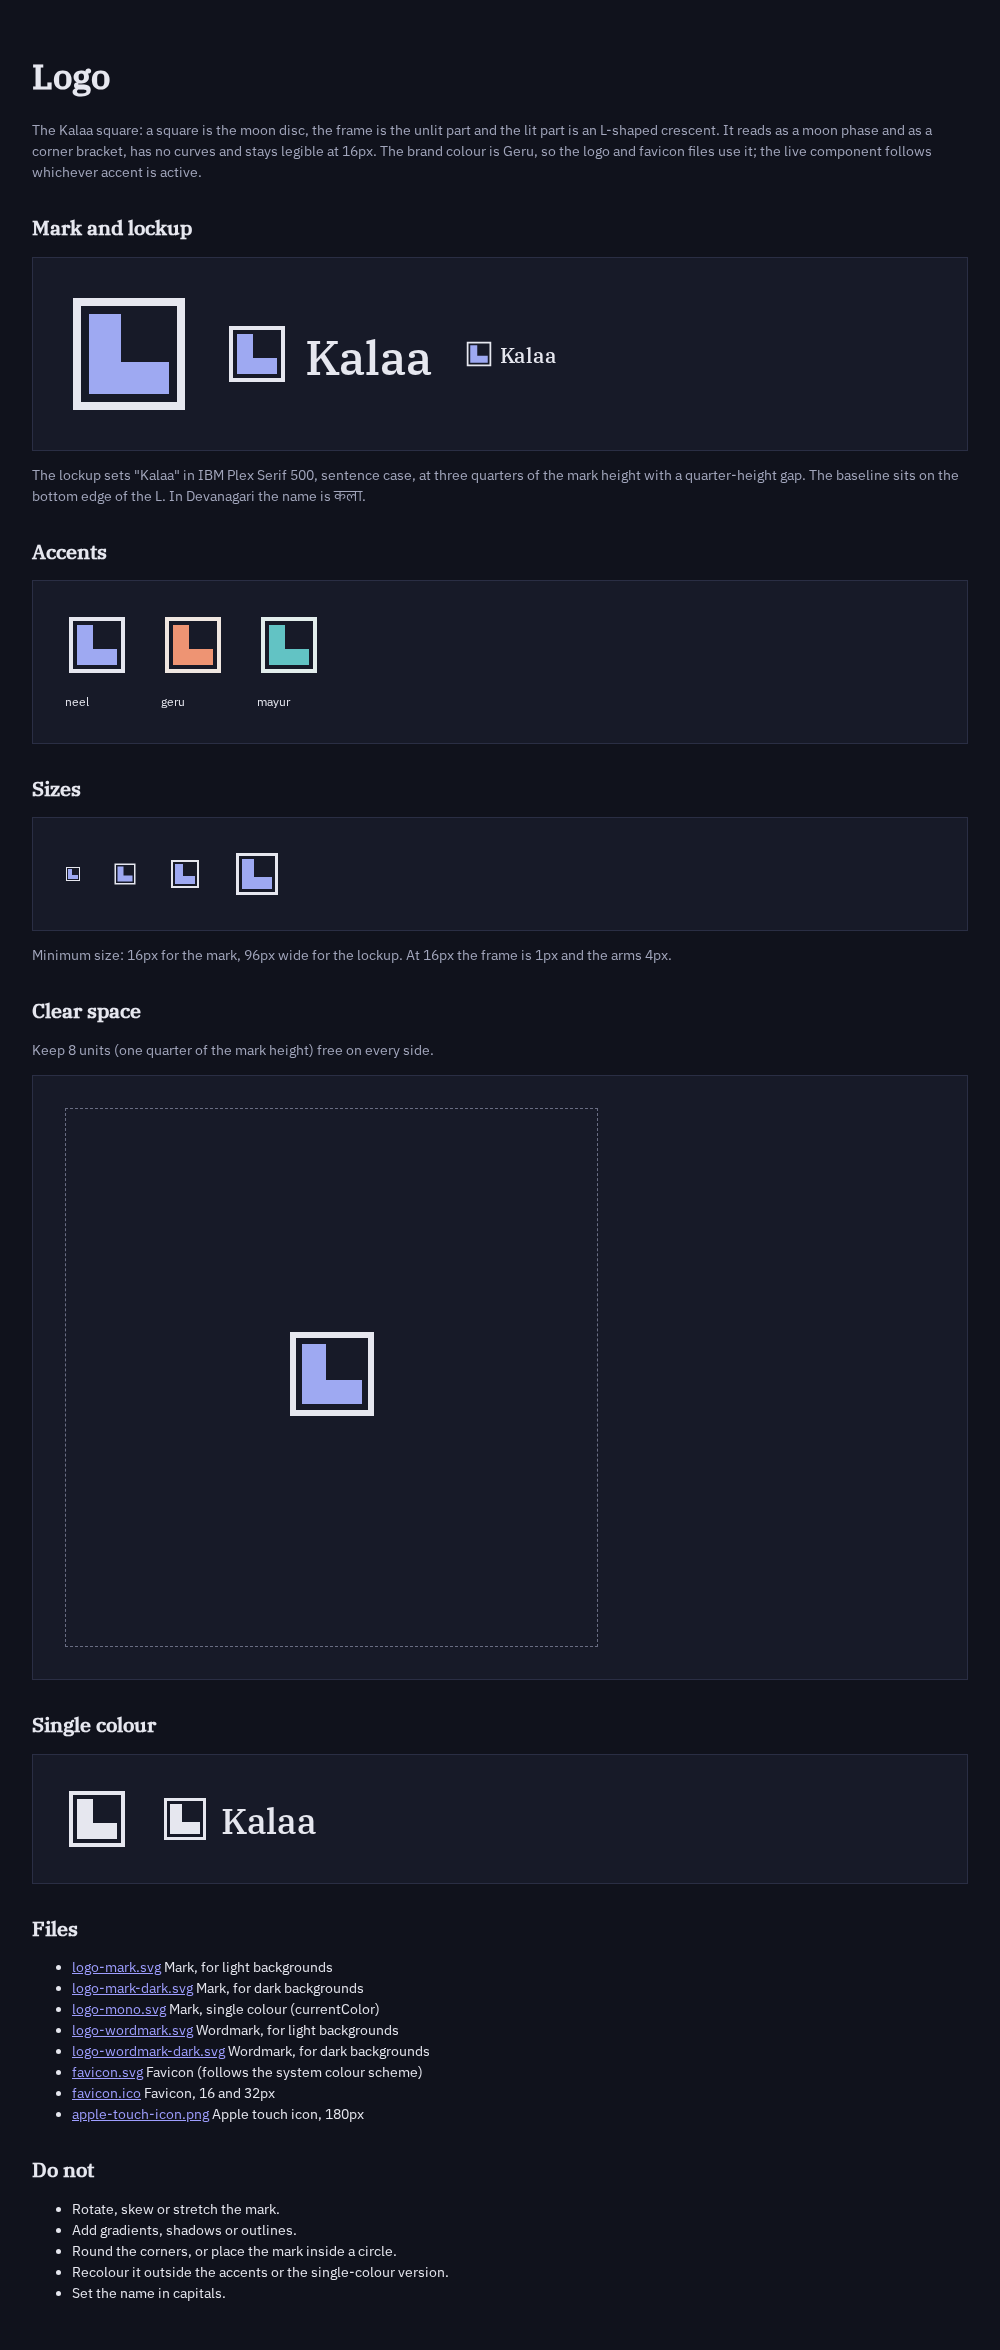 Logo
The Kalaa square: a square is the moon disc, the frame is the unlit part and the lit part is an L-shaped crescent. It reads as a moon phase and as a
corner bracket, has no curves and stays legible at 16px. The brand colour is Geru, so the logo and favicon files use it; the live component follows
whichever accent is active.
Mark and lockup
Kalaa
Kalaa
The lockup sets "Kalaa" in IBM Plex Serif 500, sentence case, at three quarters of the mark height with a quarter-height gap. The baseline sits on the
bottom edge of the L. In Devanagari the name is कला.
Accents
neel
geru
mayur
Sizes
Minimum size: 16px for the mark, 96px wide for the lockup. At 16px the frame is 1px and the arms 4px.
Clear space
Keep 8 units (one quarter of the mark height) free on every side.
Single colour
Kalaa
Files
logo-mark.svg Mark, for light backgrounds
logo-mark-dark.svg Mark, for dark backgrounds
logo-mono.svg Mark, single colour (currentColor)
logo-wordmark.svg Wordmark, for light backgrounds
logo-wordmark-dark.svg Wordmark, for dark backgrounds
favicon.svg Favicon (follows the system colour scheme)
favicon.ico Favicon, 16 and 32px
apple-touch-icon.png Apple touch icon, 180px
Do not
Rotate, skew or stretch the mark.
Add gradients, shadows or outlines.
Round the corners, or place the mark inside a circle.
Recolour it outside the accents or the single-colour version.
Set the name in capitals.